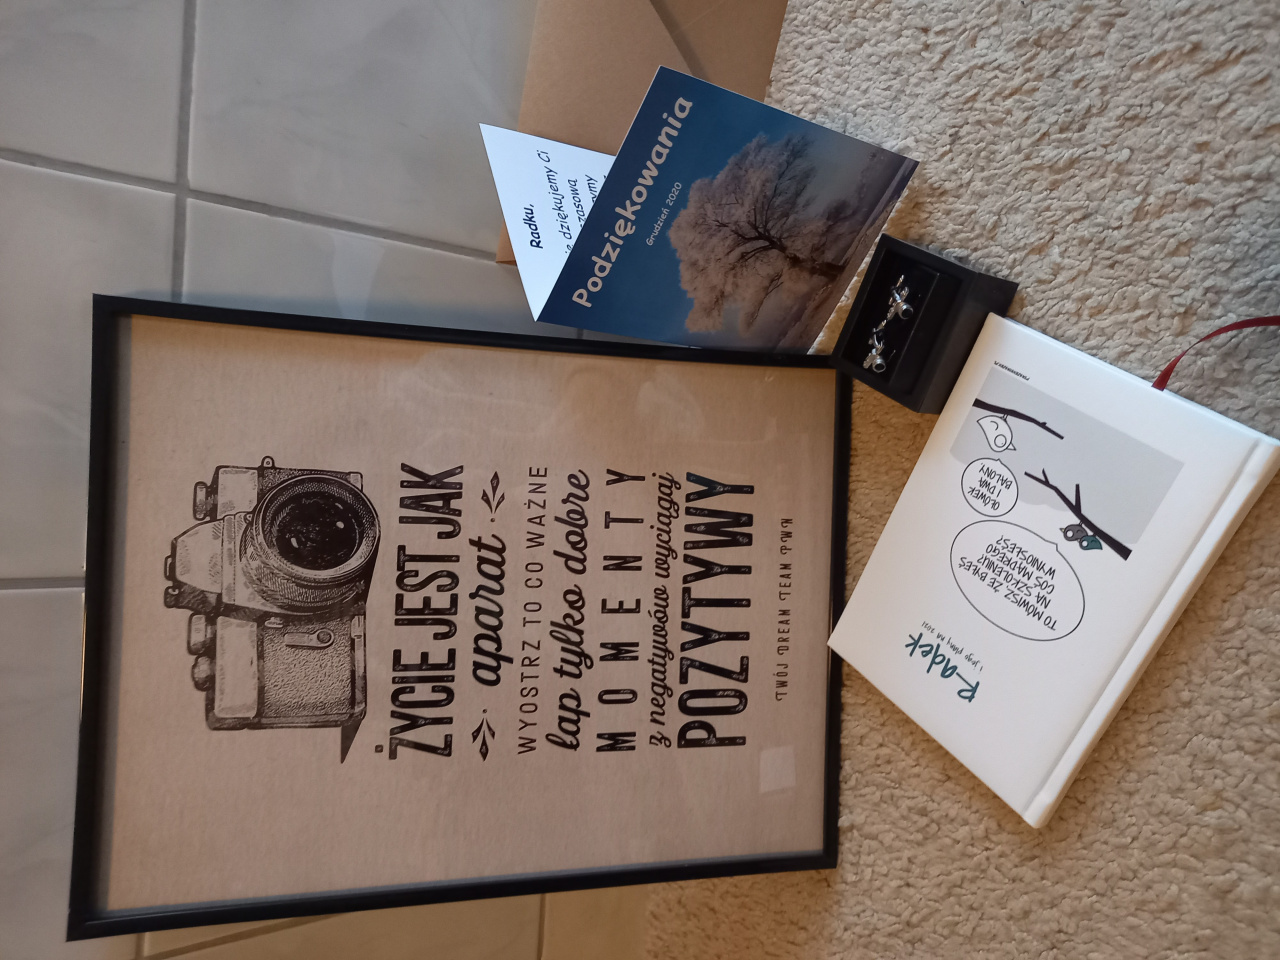 ŻYCIE JEST JAK
aparat
WYOSTRZ TO CO WAŻNE
łap tylko dobre
MOMENTY
z negatywów wyciągaj
POZYTYWY
TWÓJ DREAM TEAM PWN
Podziękowania
Grudzień 2020
Radku,
dziękujemy Ci
Radek
i jego plany na 2021
TO MÓWISZ ŻE BYŁEŚ
NA SZKOLENIU?
COŚ MĄDREGO
WYNIOSŁEŚ?
OŁÓWEK
I DWA
BALONY.